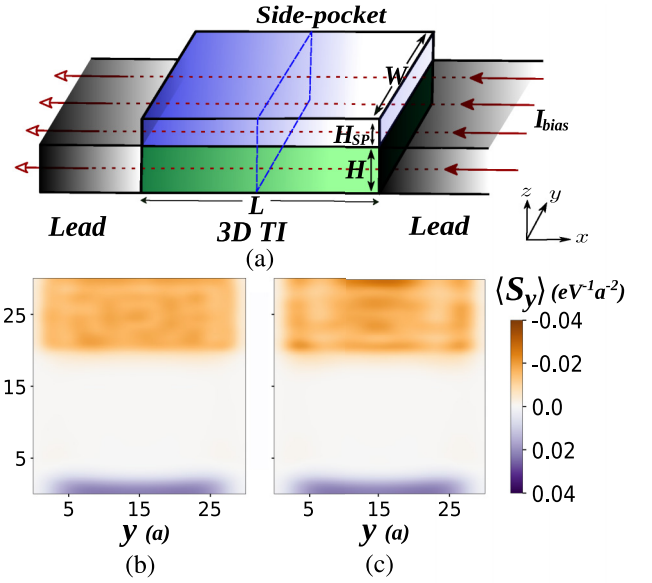 Side-pocket
W
I_bias
H_SP
H
L
z
y
x
Lead
3D TI
Lead
(a)
⟨S_y⟩ (eV⁻¹a⁻²)
25
15
5
5
15
25
y (a)
(b)
5
15
25
y (a)
(c)
-0.04
-0.02
0.0
0.02
0.04